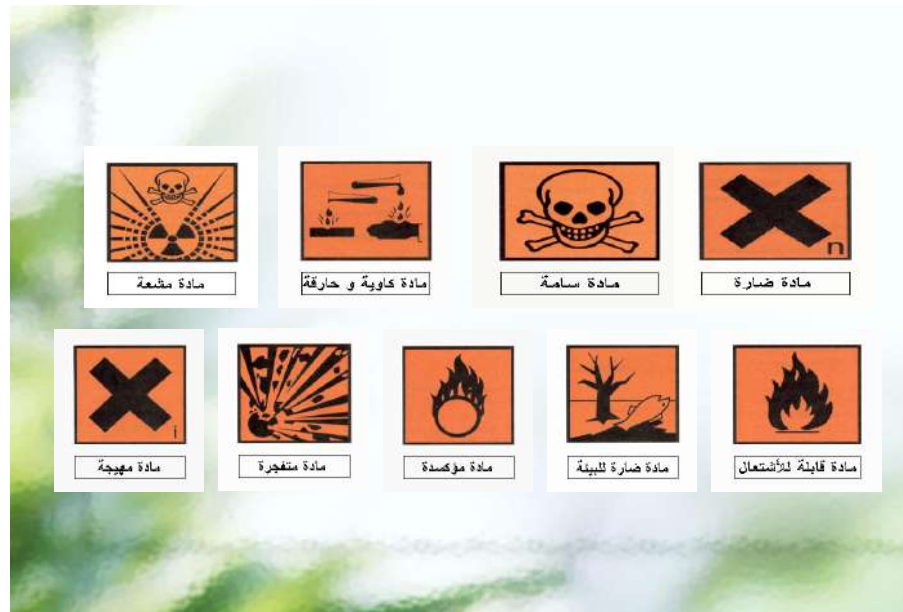 مادة ضارة
n
مادة سامة
مادة كاوية و حارقة
مادة مشعة
مادة قابلة للأشتعال
مادة ضارة للبيئة
مادة مؤكسدة
مادة متفجرة
مادة مهيجة
i